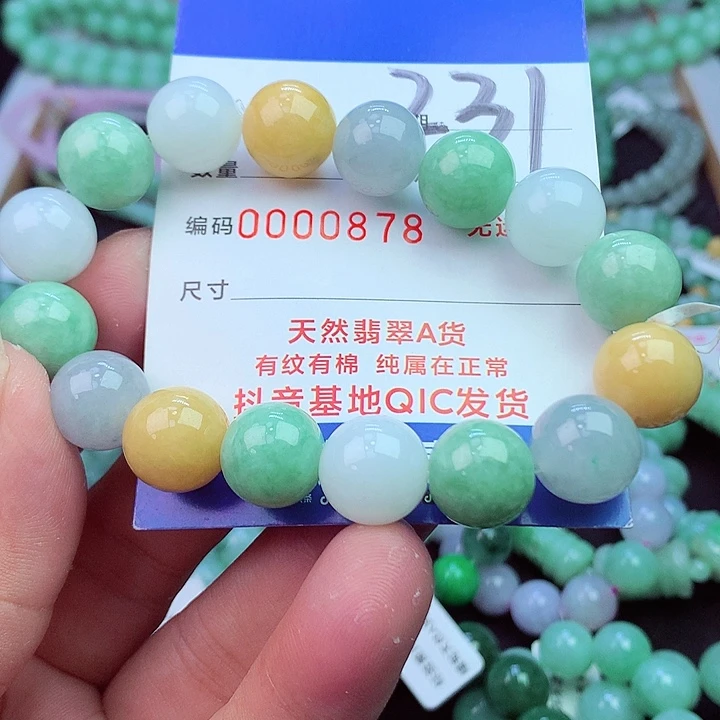 231
数量
编码0000878
尺寸
天然翡翠A货
有纹有棉 纯属在正常
抖音基地QIC发货